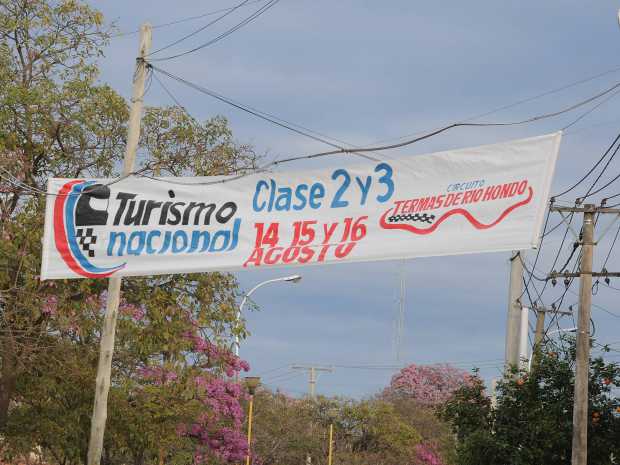 Turismo
nacional
Clase 2 y 3
14 15 y 16
AGOSTO
CIRCUITO
TERMAS DE RIO HONDO